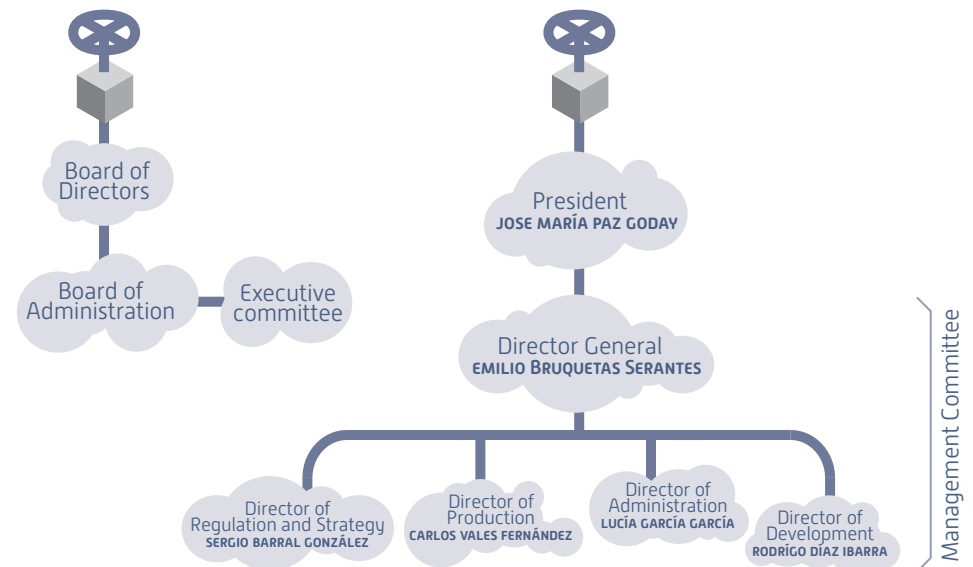 Board of
Directors
Board of
Administration
Executive
committee
President
JOSE MARÍA PAZ GODAY
Director General
EMILIO BRUQUETAS SERANTES
Director of
Regulation and Strategy
SERGIO BARRAL GONZÁLEZ
Director of
Production
CARLOS VALES FERNÁNDEZ
Director of
Administration
LUCÍA GARCÍA GARCÍA
Director of
Development
RODRÍGO DÍAZ IBARRA
Management Committee